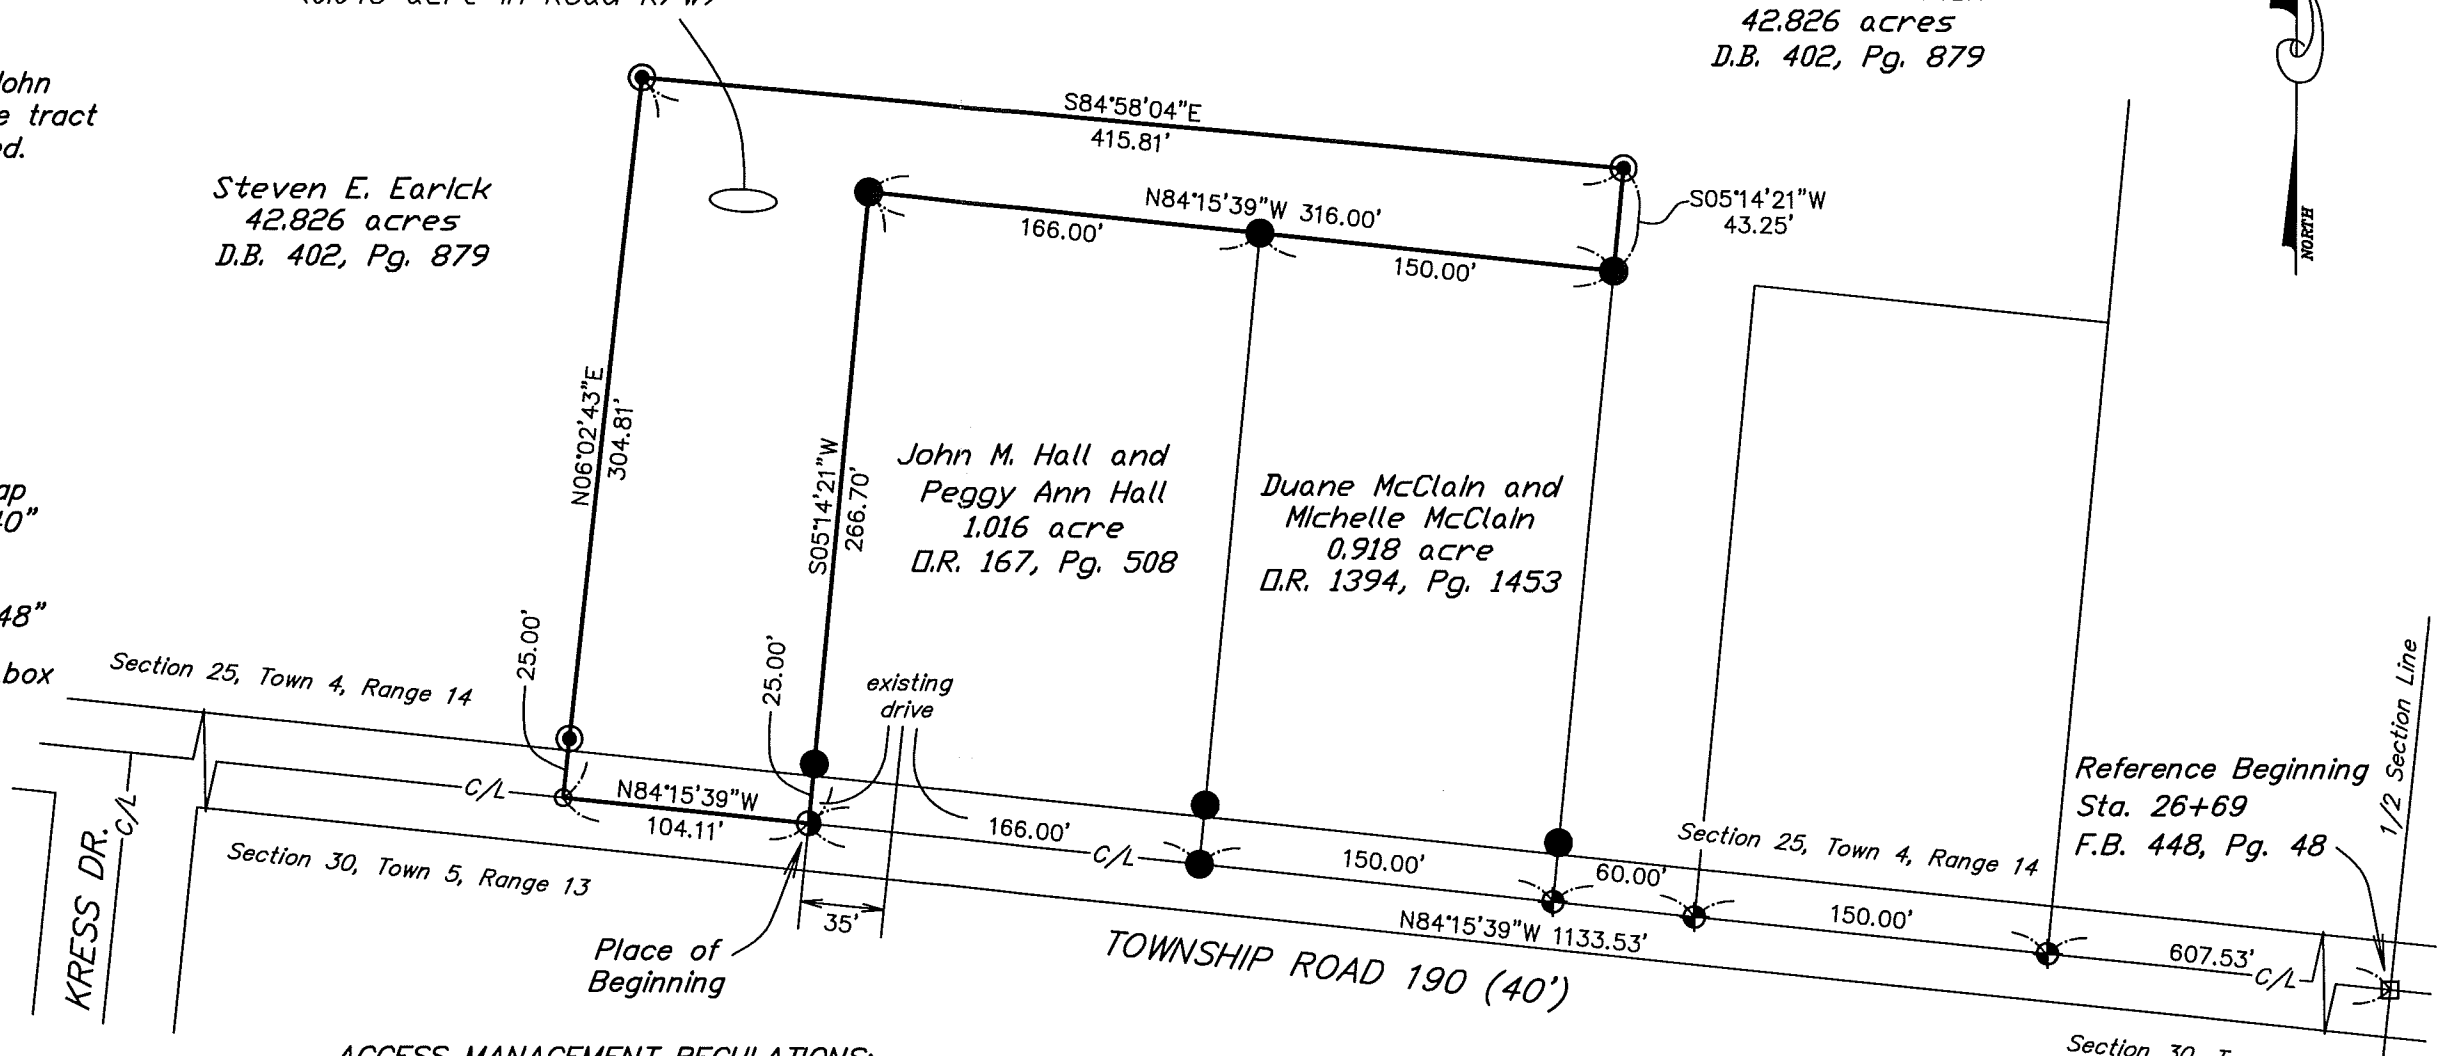 42.826 acres
D.B. 402, Pg. 879
tract
Steven E. Earick
42.826 acres
D.B. 402, Pg. 879
S84°58'04"E
415.81'
N84°15'39"W 316.00'
166.00'
150.00'
S05°14'21"W
43.25'
NORTH
N06°02'43"E
304.81'
S05°14'21"W
266.70'
John M. Hall and
Peggy Ann Hall
1.016 acre
O.R. 167, Pg. 508
Duane McClain and
Michelle McClain
0.918 acre
O.R. 1394, Pg. 1453
48"
box
Section 25, Town 4, Range 14
25.00'
25.00'
existing
drive
C/L
N84°15'39"W
104.11'
166.00'
C/L
150.00'
60.00'
Section 25, Town 4, Range 14
150.00'
607.53'
C/L
Reference Beginning
Sta. 26+69
F.B. 448, Pg. 48
1/2 Section Line
KRESS DR.
C/L
Section 30, Town 5, Range 13
35'
Place of
Beginning
N84°15'39"W 1133.53'
TOWNSHIP ROAD 190 (40')
ACCESS MANAGEMENT REGULATIONS:
Section 30,